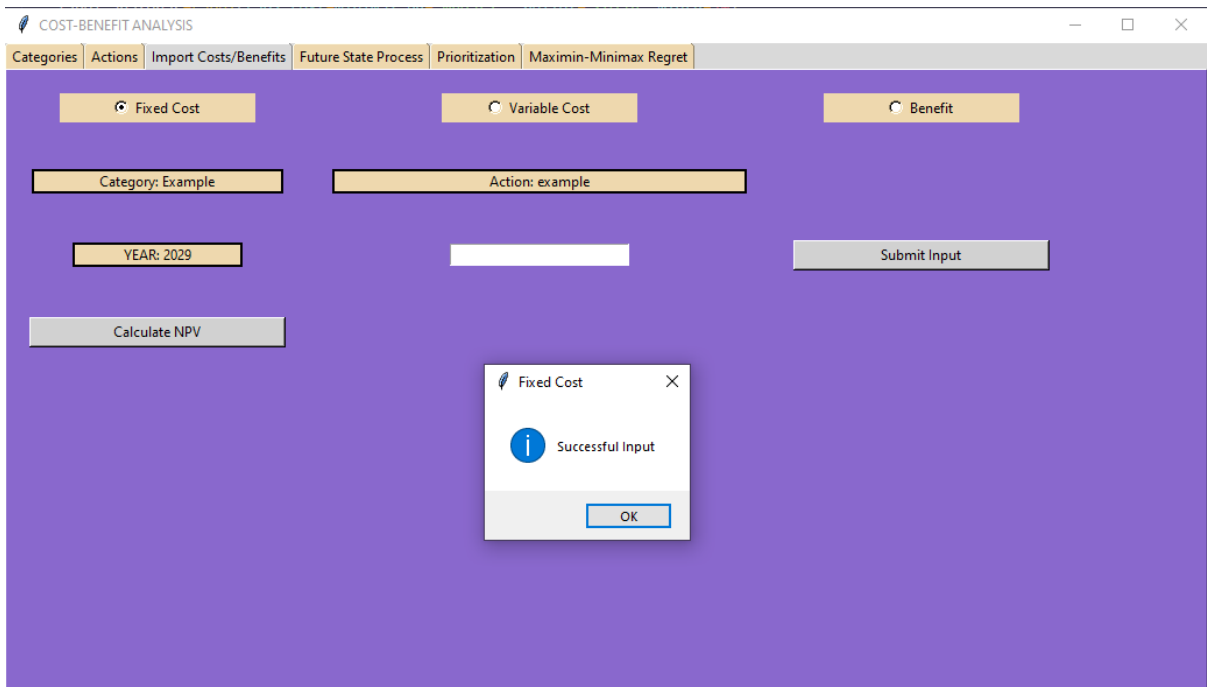 COST-BENEFIT ANALYSIS
Categories Actions Import Costs/Benefits Future State Process Prioritization Maximin-Minimax Regret
Fixed Cost Variable Cost Benefit
Category: Example Action: example
YEAR: 2029 Submit Input
Calculate NPV
Fixed Cost
Successful Input
OK